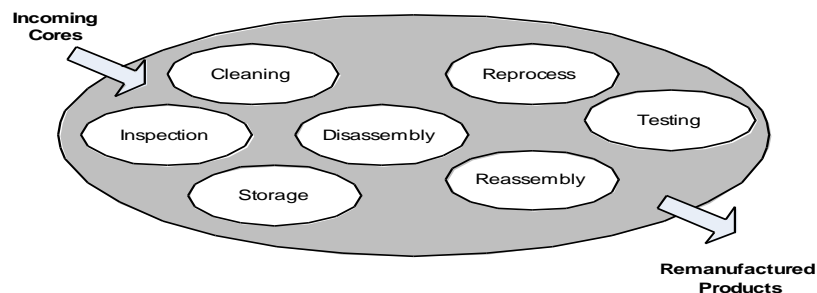 Incoming
Cores
Cleaning
Reprocess
Inspection
Disassembly
Testing
Storage
Reassembly
Remanufactured
Products